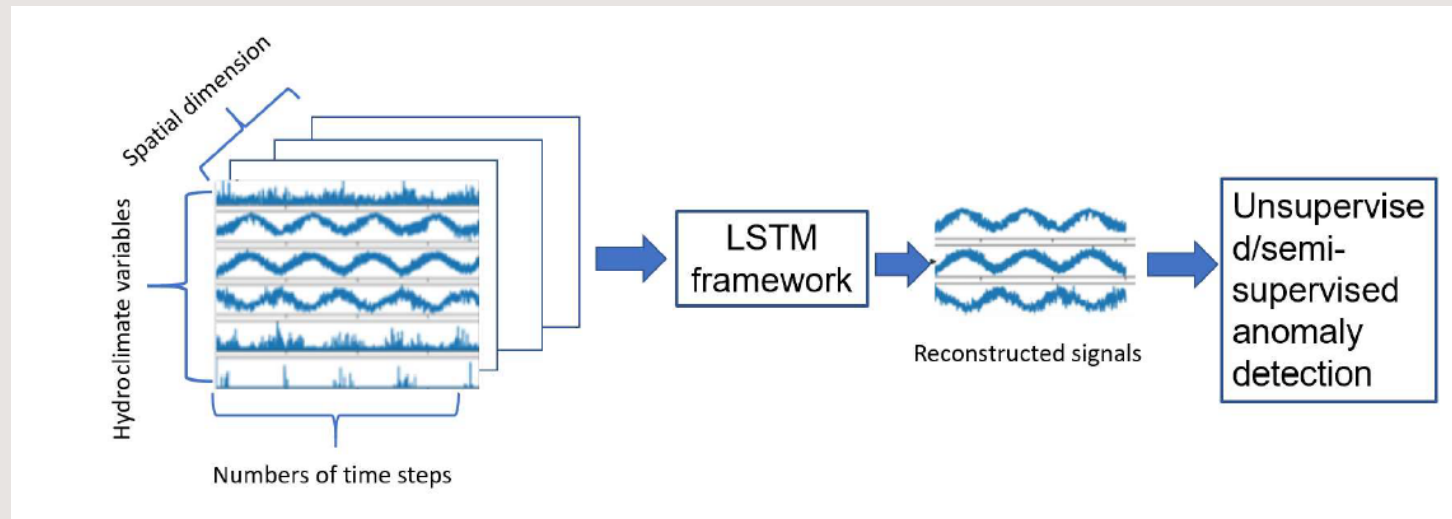 Spatial dimension
Hydroclimate variables
Numbers of time steps
LSTM
framework
Reconstructed signals
Unsupervise
d/semi-
supervised
anomaly
detection